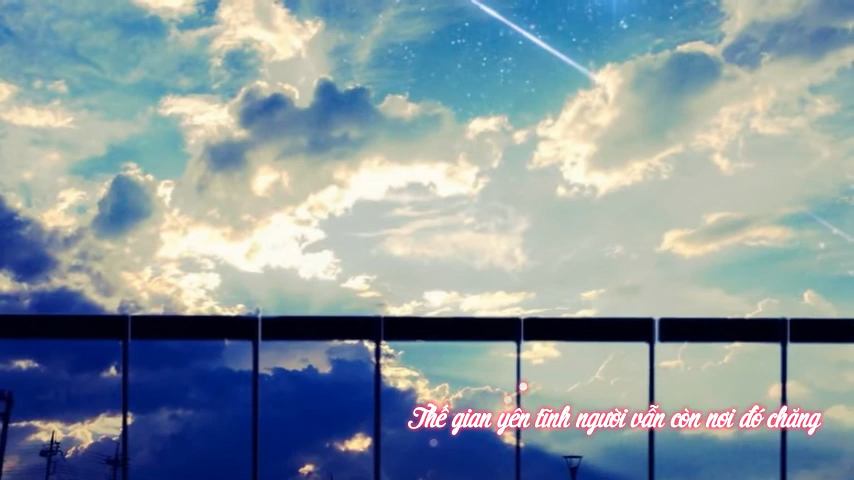 Thế gian yên tĩnh người vẫn còn nơi đó chăng